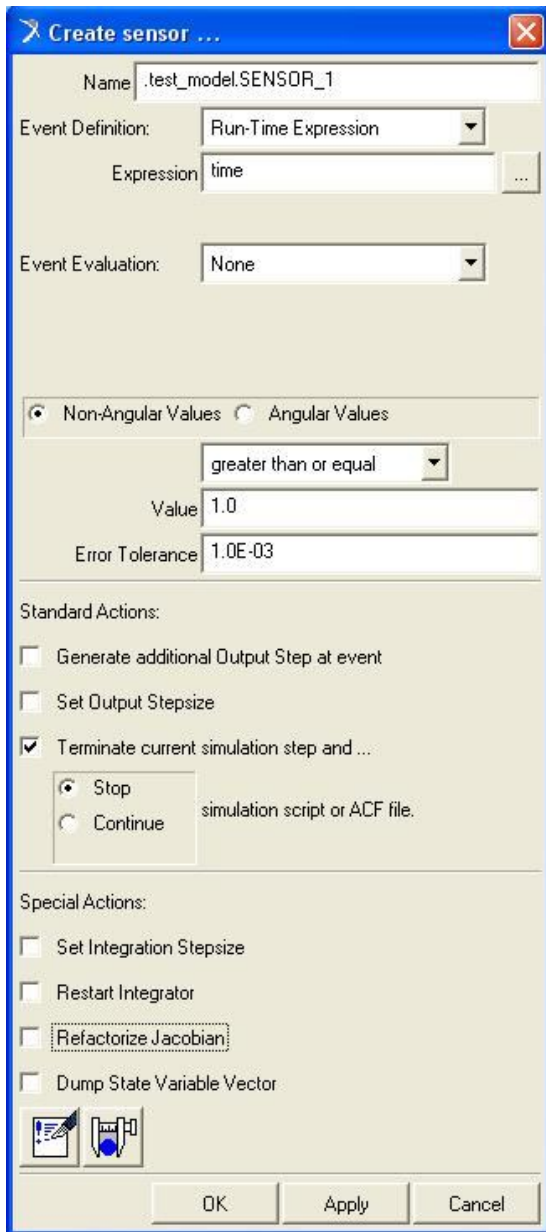 Create sensor ...
Name .test_model.SENSOR_1
Event Definition: Run-Time Expression
Expression time ...
Event Evaluation: None
Non-Angular Values Angular Values
greater than or equal
Value 1.0
Error Tolerance 1.0E-03
Standard Actions:
Generate additional Output Step at event
Set Output Stepsize
Terminate current simulation step and ...
Stop
simulation script or ACF file.
Continue
Special Actions:
Set Integration Stepsize
Restart Integrator
Refactorize Jacobian
Dump State Variable Vector
OK Apply Cancel